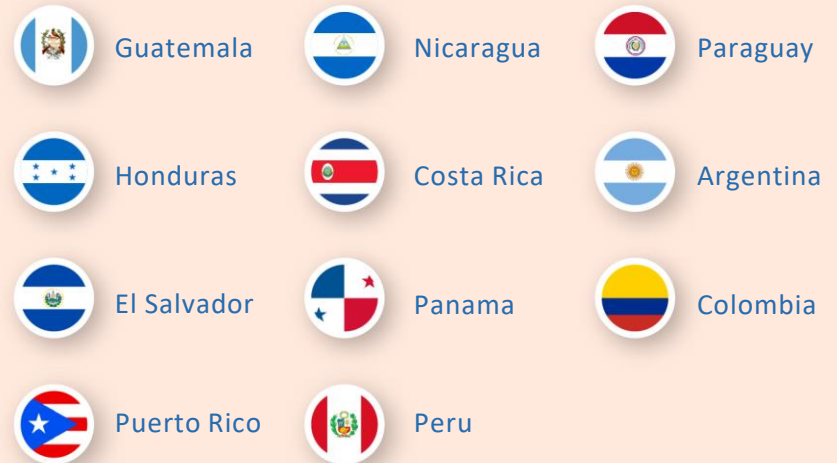 Guatemala
Nicaragua
Paraguay
Honduras
Costa Rica
Argentina
El Salvador
Panama
Colombia
Puerto Rico
Peru